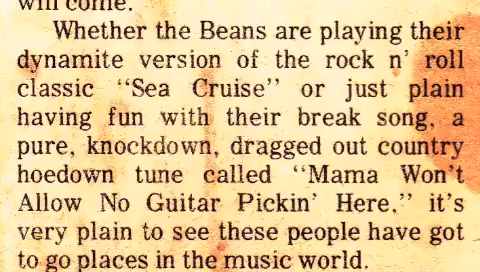 will come.
Whether the Beans are playing their
dynamite version of the rock n' roll
classic "Sea Cruise" or just plain
having fun with their break song, a
pure, knockdown, dragged out country
hoedown tune called "Mama Won't
Allow No Guitar Pickin' Here," it's
very plain to see these people have got
to go places in the music world.